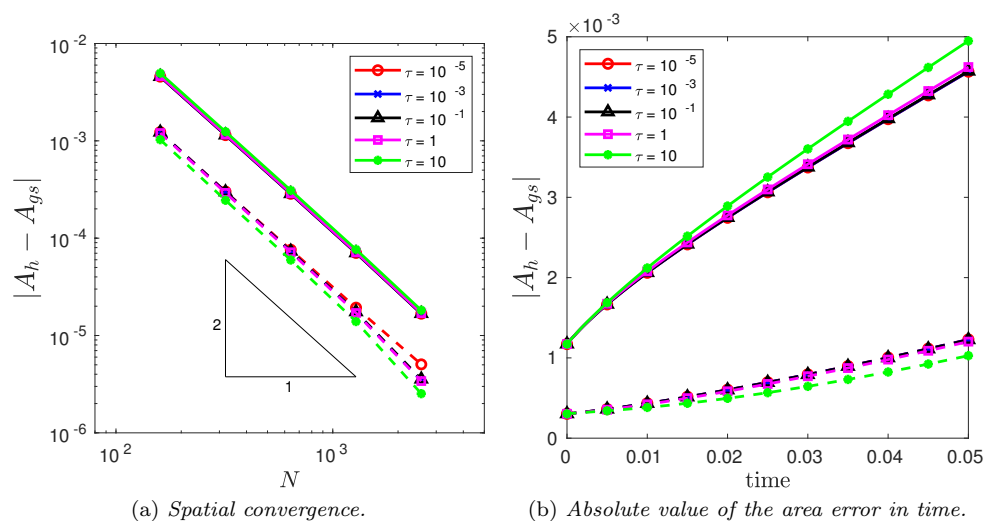 |A_h − A_gs|
10^-2
10^-3
10^-4
10^-5
10^-6
τ = 10 ^-5
τ = 10 ^-3
τ = 10 ^-1
τ = 1
τ = 10
2
1
10^2
10^3
N
(a) Spatial convergence.
|A_h − A_gs|
×10^-3
5
4
3
2
1
0
τ = 10 ^-5
τ = 10 ^-3
τ = 10 ^-1
τ = 1
τ = 10
0
0.01
0.02
0.03
0.04
0.05
time
(b) Absolute value of the area error in time.